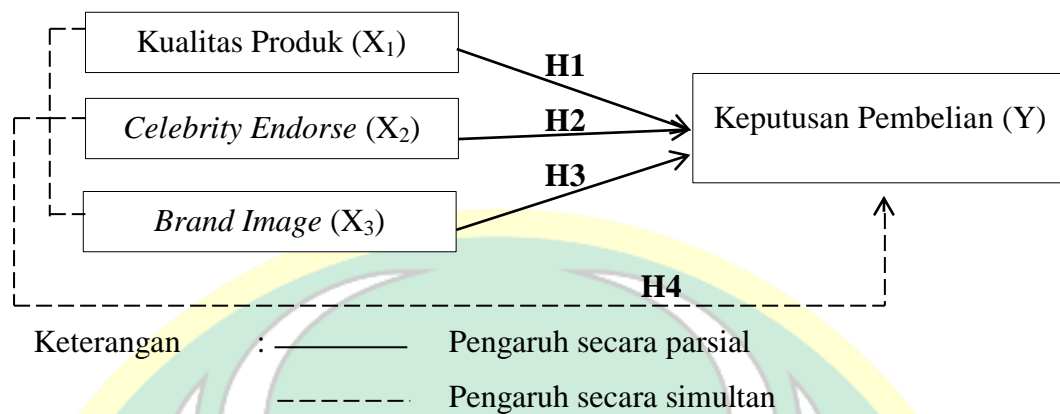 Kualitas Produk (X₁)
H1
Celebrity Endorse (X₂)
H2
Keputusan Pembelian (Y)
H3
Brand Image (X₃)
H4
Keterangan : Pengaruh secara parsial
Pengaruh secara simultan